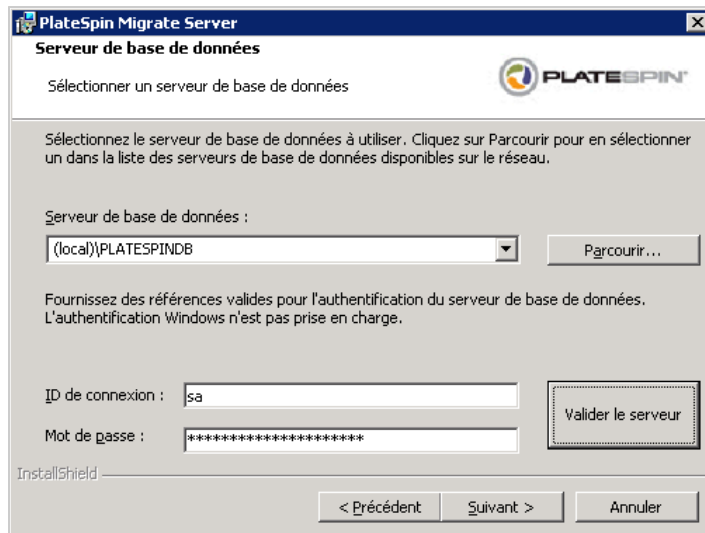 PlateSpin Migrate Server
Serveur de base de données
Sélectionner un serveur de base de données
PLATESPIN®
Sélectionnez le serveur de base de données à utiliser. Cliquez sur Parcourir pour en sélectionner
un dans la liste des serveurs de base de données disponibles sur le réseau.
Serveur de base de données :
(local)\PLATESPINDB
Parcourir...
Fournissez des références valides pour l'authentification du serveur de base de données.
L'authentification Windows n'est pas prise en charge.
ID de connexion :
sa
Valider le serveur
Mot de passe :
*********************
InstallShield
< Précédent
Suivant >
Annuler